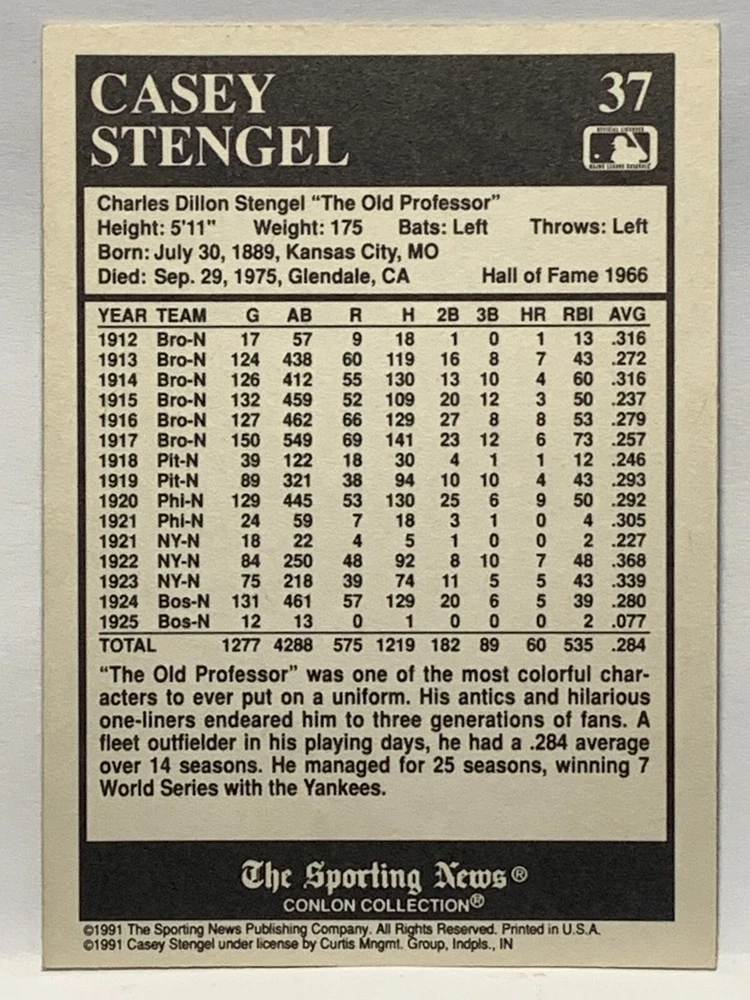 CASEY 37
STENGEL
OFFICIAL LICENSEE
MAJOR LEAGUE BASEBALL
Charles Dillon Stengel “The Old Professor”
Height: 5'11" Weight: 175 Bats: Left Throws: Left
Born: July 30, 1889, Kansas City, MO
Died: Sep. 29, 1975, Glendale, CA Hall of Fame 1966
YEAR TEAM G AB R H 2B 3B HR RBI AVG
1912 Bro-N 17 57 9 18 1 0 1 13 .316
1913 Bro-N 124 438 60 119 16 8 7 43 .272
1914 Bro-N 126 412 55 130 13 10 4 60 .316
1915 Bro-N 132 459 52 109 20 12 3 50 .237
1916 Bro-N 127 462 66 129 27 8 8 53 .279
1917 Bro-N 150 549 69 141 23 12 6 73 .257
1918 Pit-N 39 122 18 30 4 1 1 12 .246
1919 Pit-N 89 321 38 94 10 10 4 43 .293
1920 Phi-N 129 445 53 130 25 6 9 50 .292
1921 Phi-N 24 59 7 18 3 1 0 4 .305
1921 NY-N 18 22 4 5 1 0 0 2 .227
1922 NY-N 84 250 48 92 8 10 7 48 .368
1923 NY-N 75 218 39 74 11 5 5 43 .339
1924 Bos-N 131 461 57 129 20 6 5 39 .280
1925 Bos-N 12 13 0 1 0 0 0 2 .077
TOTAL 1277 4288 575 1219 182 89 60 535 .284
“The Old Professor” was one of the most colorful char-
acters to ever put on a uniform. His antics and hilarious
one-liners endeared him to three generations of fans. A
fleet outfielder in his playing days, he had a .284 average
over 14 seasons. He managed for 25 seasons, winning 7
World Series with the Yankees.
The Sporting News®
CONLON COLLECTION®
©1991 The Sporting News Publishing Company. All Rights Reserved. Printed in U.S.A.
©1991 Casey Stengel under license by Curtis Mngmt. Group, Indpls., IN